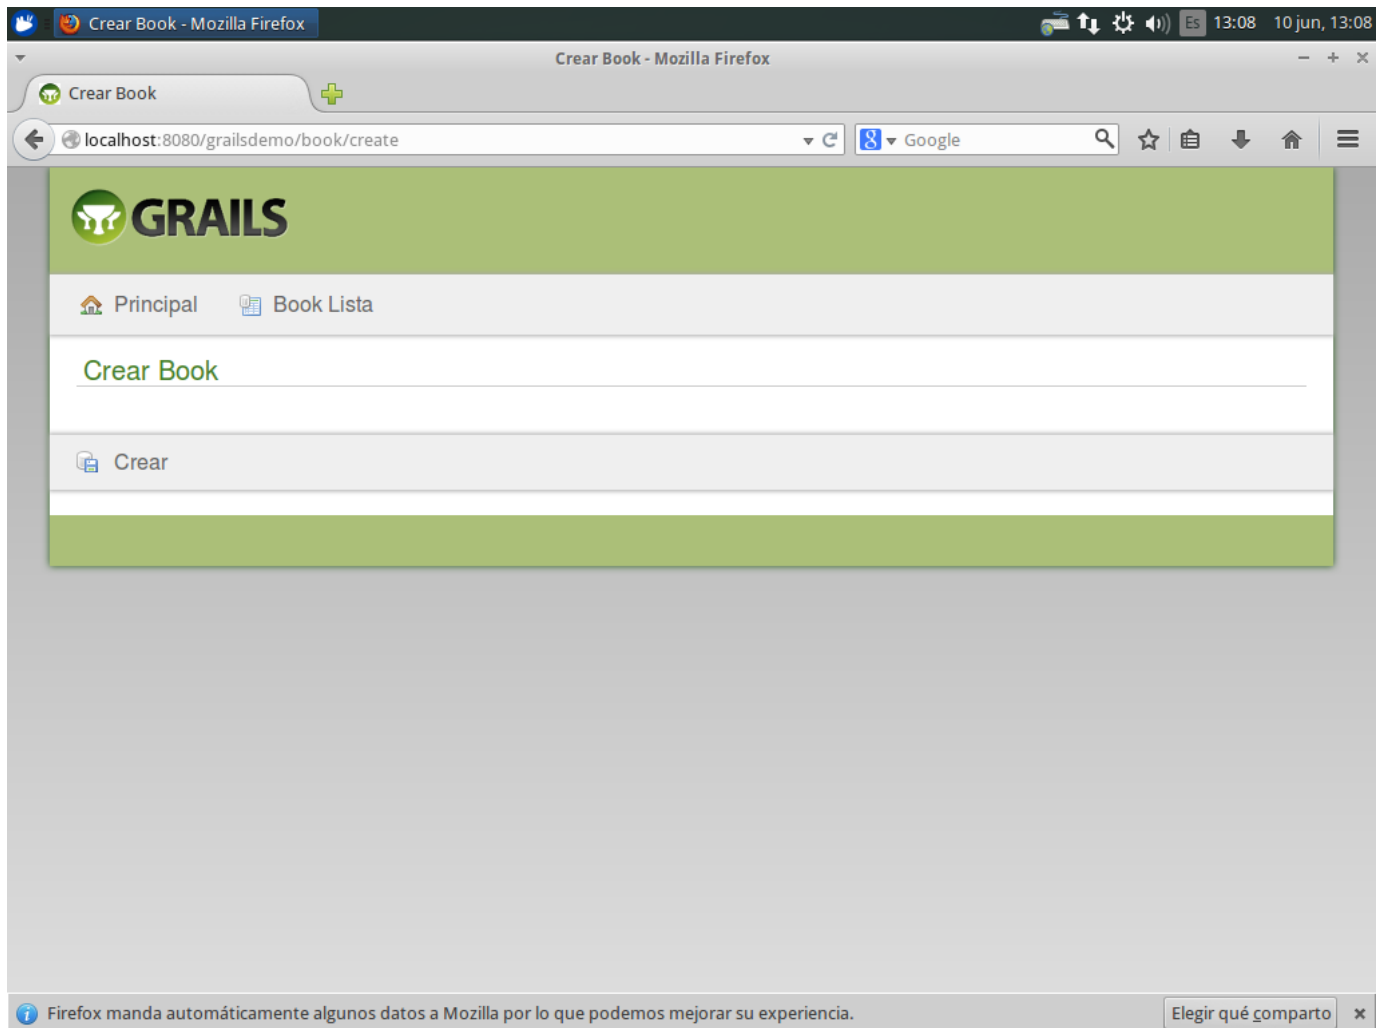 Crear Book - Mozilla Firefox
Es 13:08 10 jun, 13:08
Crear Book - Mozilla Firefox
Crear Book
localhost:8080/grailsdemo/book/create
8 Google
GRAILS
Principal Book Lista
Crear Book
Crear
Firefox manda automáticamente algunos datos a Mozilla por lo que podemos mejorar su experiencia. Elegir qué comparto